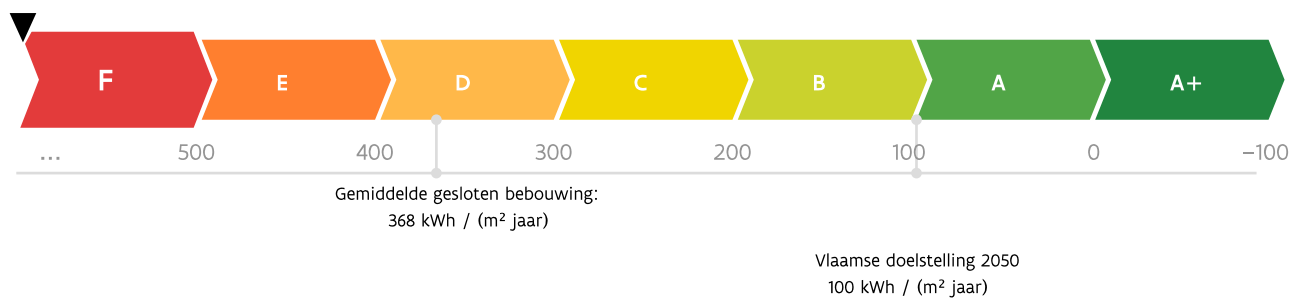 F E D C B A A+
... 500 400 300 200 100 0 −100
Gemiddelde gesloten bebouwing:
368 kWh / (m² jaar)
Vlaamse doelstelling 2050
100 kWh / (m² jaar)